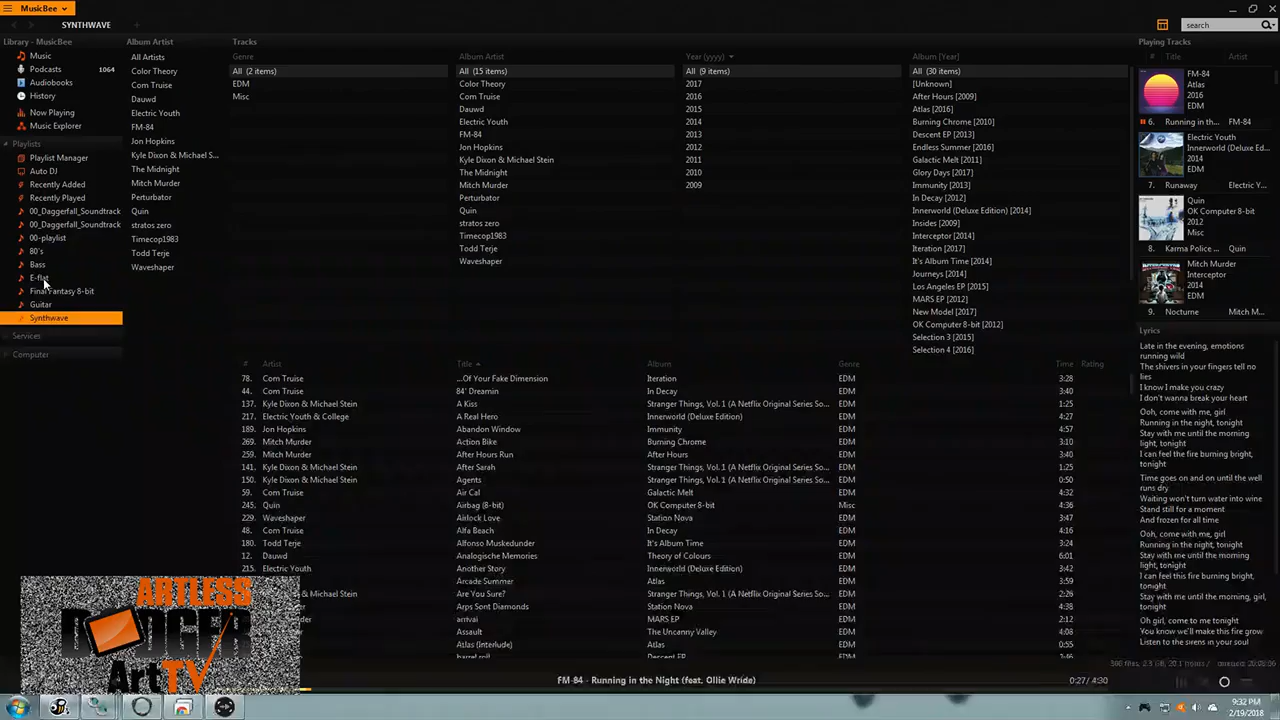 MusicBee
SYNTHWAVE
+
search
Library - MusicBee
Music
Podcasts 1064
Audiobooks
History
Now Playing
Music Explorer
Playlists
Playlist Manager
Auto DJ
Recently Added
Recently Played
00_Daggerfall_Soundtrack
00_Daggerfall_Soundtrack
00-playlist
80's
Bass
E-flat
Final Fantasy 8-bit
Guitar
Synthwave
Services
Computer
Album Artist
All Artists
Color Theory
Com Truise
Dauwd
Electric Youth
FM-84
Jon Hopkins
Kyle Dixon & Michael S...
The Midnight
Mitch Murder
Perturbator
Quin
stratos zero
Timecop1983
Todd Terje
Waveshaper
Tracks
Genre
All (2 items)
EDM
Misc
Album Artist
All (15 items)
Color Theory
Com Truise
Dauwd
Electric Youth
FM-84
Jon Hopkins
Kyle Dixon & Michael Stein
The Midnight
Mitch Murder
Perturbator
Quin
stratos zero
Timecop1983
Todd Terje
Waveshaper
Year (yyyy)
All (9 items)
2017
2016
2015
2014
2013
2012
2011
2010
2009
Album [Year]
All (30 items)
[Unknown]
After Hours [2009]
Atlas [2016]
Burning Chrome [2010]
Descent EP [2013]
Endless Summer [2016]
Galactic Melt [2011]
Glory Days [2017]
Immunity [2013]
In Decay [2012]
Innerworld (Deluxe Edition) [2014]
Insides [2009]
Interceptor [2014]
Iteration [2017]
It's Album Time [2014]
Journeys [2014]
Los Angeles EP [2015]
MARS EP [2012]
New Model [2017]
OK Computer 8-bit [2012]
Selection 3 [2015]
Selection 4 [2016]
# Artist Title Album Genre Time Rating
78. Com Truise ...Of Your Fake Dimension Iteration EDM 3:28
44. Com Truise 84' Dreamin In Decay EDM 3:40
137. Kyle Dixon & Michael Stein A Kiss Stranger Things, Vol. 1 (A Netflix Original Series So... EDM 1:25
217. Electric Youth & College A Real Hero Innerworld (Deluxe Edition) EDM 4:27
189. Jon Hopkins Abandon Window Immunity EDM 4:57
269. Mitch Murder Action Bike Burning Chrome EDM 3:10
259. Mitch Murder After Hours Run After Hours EDM 3:40
141. Kyle Dixon & Michael Stein After Sarah Stranger Things, Vol. 1 (A Netflix Original Series So... EDM 1:25
150. Kyle Dixon & Michael Stein Agents Stranger Things, Vol. 1 (A Netflix Original Series So... EDM 0:50
59. Com Truise Air Cal Galactic Melt EDM 4:32
245. Quin Airbag (8-bit) OK Computer 8-bit Misc 4:36
229. Waveshaper Airlock Love Station Nova EDM 3:47
48. Com Truise Alfa Beach In Decay EDM 4:16
180. Todd Terje Alfonso Muskedunder It's Album Time EDM 3:24
12. Dauwd Analogische Memories Theory of Colours EDM 6:01
215. Electric Youth Another Story Innerworld (Deluxe Edition) EDM 3:42
Arcade Summer Atlas EDM 3:59
Michael Stein Are You Sure? Stranger Things, Vol. 1 (A Netflix Original Series So... EDM 2:26
Arps Sont Diamonds Station Nova EDM 4:38
arrivai MARS EP EDM 2:12
Assault The Uncanny Valley EDM 4:08
Atlas (Interlude) Atlas EDM 0:55
barrel roll Descent EP EDM 3:46
Playing Tracks
# Title Artist
FM-84
Atlas
2016
EDM
6. Running in th... FM-84
Electric Youth
Innerworld (Deluxe Ed...
2014
EDM
7. Runaway Electric Y...
Quin
OK Computer 8-bit
2012
Misc
8. Karma Police ... Quin
Mitch Murder
Interceptor
2014
EDM
9. Nocturne Mitch M...
Lyrics
Late in the evening, emotions
running wild
The shivers in your fingers tell no
lies
I know I make you crazy
I don't wanna break your heart
Ooh, come with me, girl
Running in the night, tonight
Stay with me until the morning
light, tonight
I can feel the fire burning bright,
tonight
Time goes on and on until the well
runs dry
Waiting won't turn water into wine
Stand still for a moment
And frozen for all time
Ooh, come with me, girl
Running in the night, tonight
Stay with me until the morning
light, tonight
I can feel this fire burning bright,
tonight
Stay with me until the morning, girl,
tonight
Oh girl, come to me tonight
You know we'll make this fire grow
Listen to the sirens in your soul
ARTLESS
DODGER
ArtTV
FM-84 - Running in the Night (feat. Ollie Wride)
0:27/4:30
9:32 PM
2/19/2018